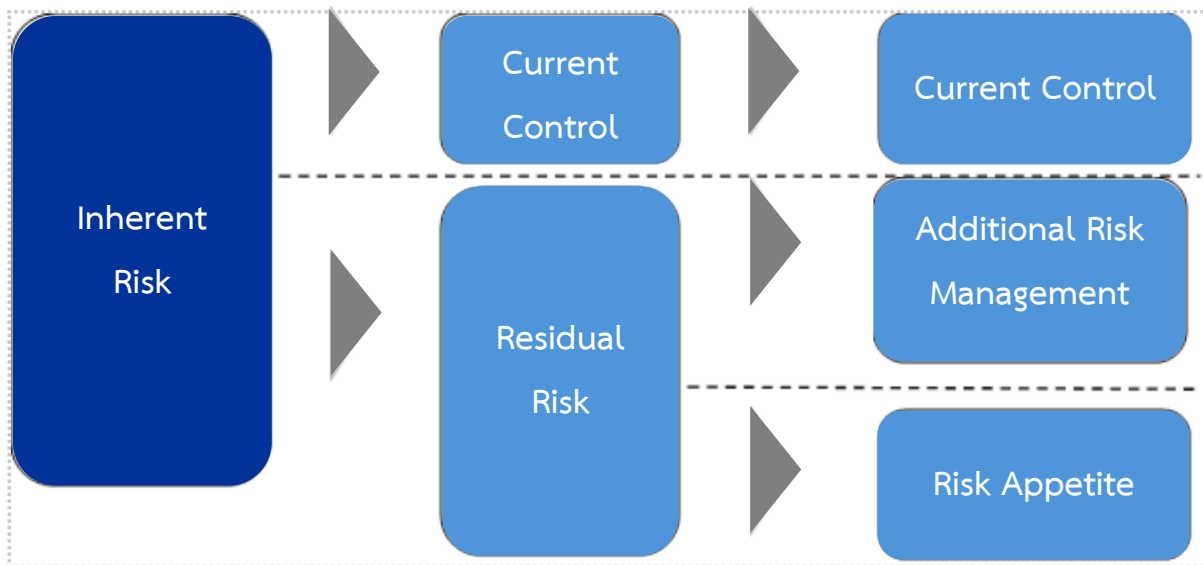 Inherent
Risk
Current
Control
Residual
Risk
Current Control
Additional Risk
Management
Risk Appetite